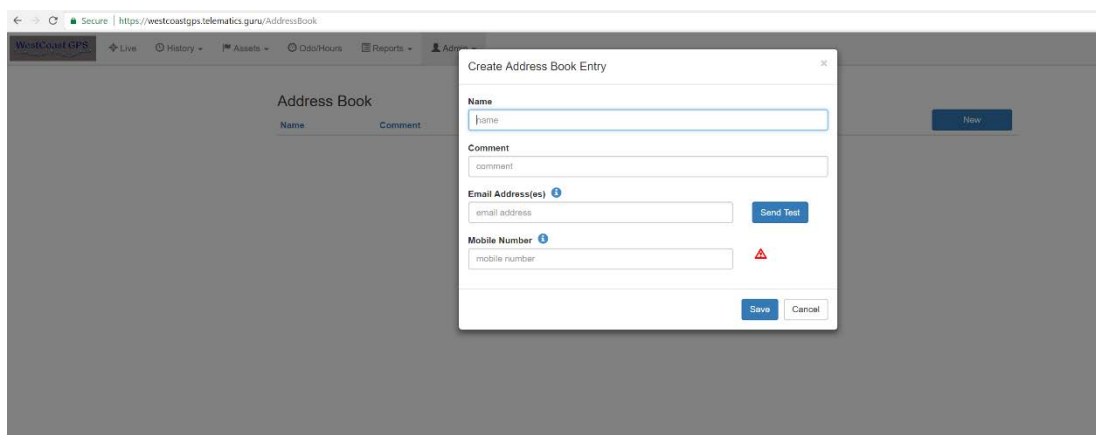 Secure | https://westcoastgps.telematics.guru/AddressBook
WestCoast GPS Live History Assets Odo/Hours Reports Admin
Create Address Book Entry ×
Address Book
Name Comment
New
Name
name
Comment
comment
Email Address(es)
email address Send Test
Mobile Number
mobile number
Save Cancel